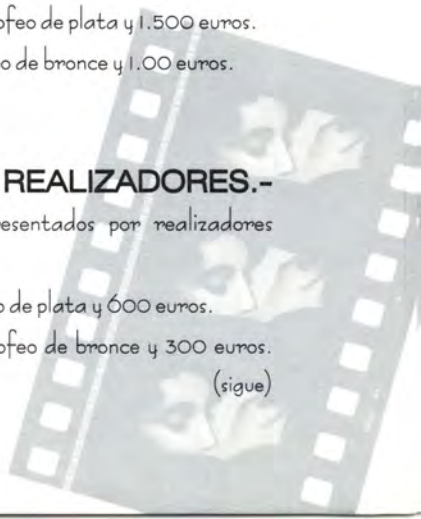 ofeo de plata y 1.500 euros.
o de bronce y 1.00 euros.
REALIZADORES.-
esentados por realizadores
o de plata y 600 euros.
ofeo de bronce y 300 euros.
(sigue)